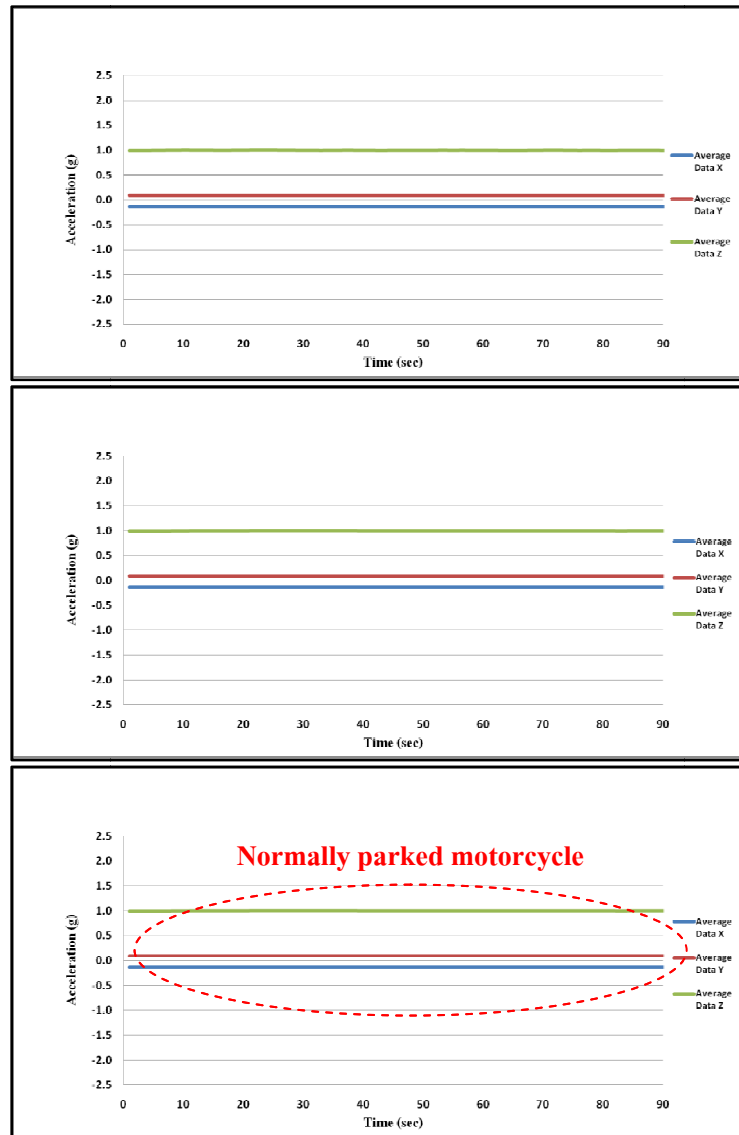 2.5
2.0
1.5
1.0
0.5
0.0
-0.5
-1.0
-1.5
-2.0
-2.5
Acceleration (g)
0 10 20 30 40 50 60 70 80 90
Time (sec)
Average
Data X
Average
Data Y
Average
Data Z
2.5
2.0
1.5
1.0
0.5
0.0
-0.5
-1.0
-1.5
-2.0
-2.5
Acceleration (g)
0 10 20 30 40 50 60 70 80 90
Time (sec)
Average
Data X
Average
Data Y
Average
Data Z
Normally parked motorcycle
2.5
2.0
1.5
1.0
0.5
0.0
-0.5
-1.0
-1.5
-2.0
-2.5
Acceleration (g)
0 10 20 30 40 50 60 70 80 90
Time (sec)
Average
Data X
Average
Data Y
Average
Data Z